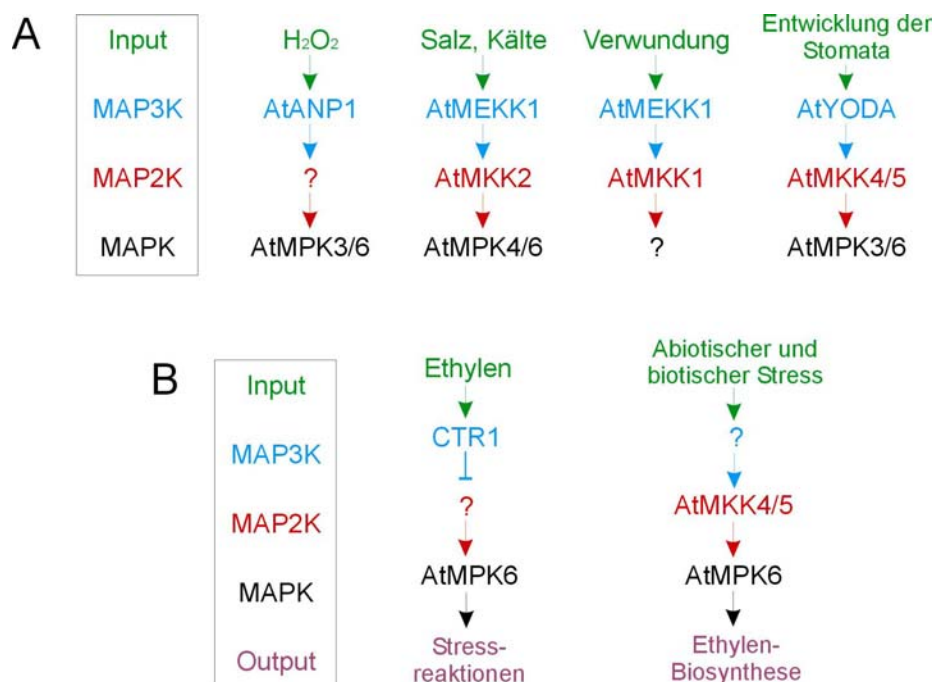 A
Input
H₂O₂
Salz, Kälte
Verwundung
Entwicklung der
Stomata
MAP3K
AtANP1
AtMEKK1
AtMEKK1
AtYODA
MAP2K
?
AtMKK2
AtMKK1
AtMKK4/5
MAPK
AtMPK3/6
AtMPK4/6
?
AtMPK3/6
B
Input
Ethylen
Abiotischer und
biotischer Stress
MAP3K
CTR1
?
MAP2K
?
AtMKK4/5
MAPK
AtMPK6
AtMPK6
Output
Stress-
reaktionen
Ethylen-
Biosynthese